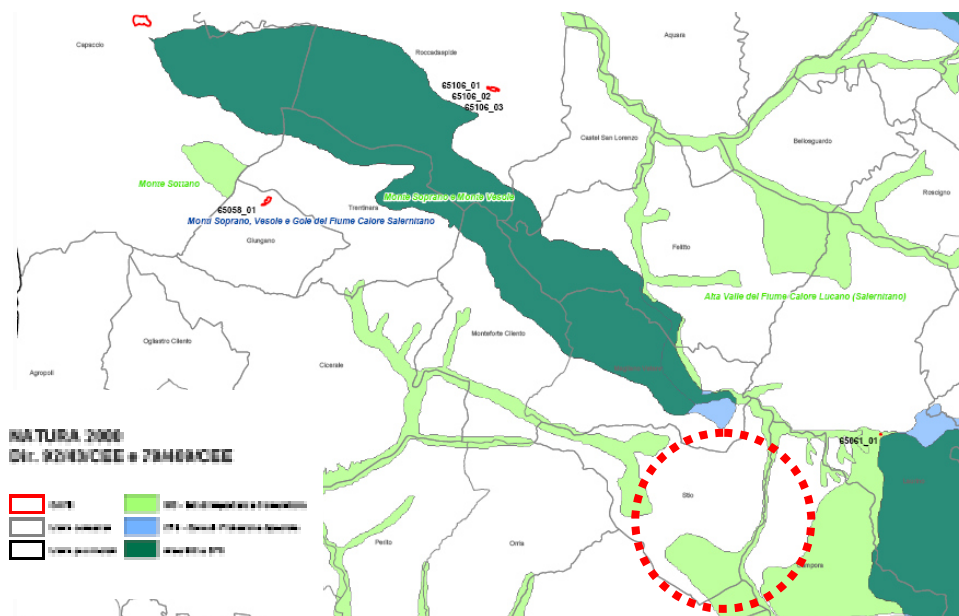 Capaccio
Roccadaspide
Aquara
65106_01
65106_02
65106_03
Castel San Lorenzo
Bellosguardo
Monte Sottano
Roscigno
Monte Soprano e Monte Vesole
Trentinara
65058_01
Monti Soprano, Vesole e Gole del Fiume Calore Salernitano
Giungano
Felitto
Alta Valle del Fiume Calore Lucano (Salernitano)
Monteforte Cilento
Ogliastro Cilento
Cicerale
Agropoli
NATURA 2000
Dir. 92/43/CEE e 79/409/CEE
65061_01
Stio
Perito
Orria
Campora